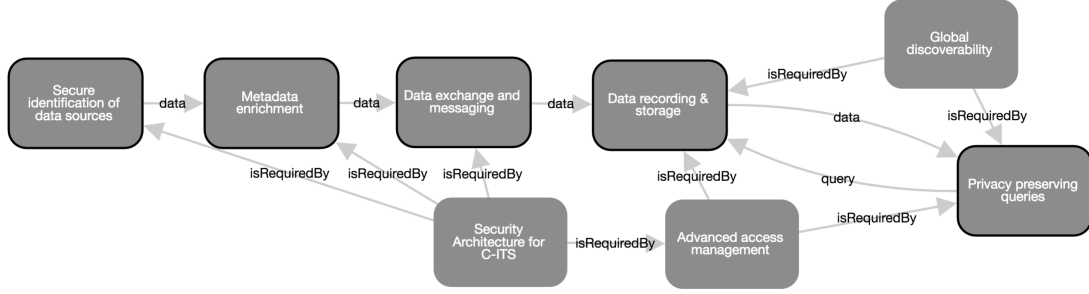 Global
discoverability
isRequiredBy
Secure
identification of
data sources
data
Metadata
enrichment
data
Data exchange and
messaging
data
Data recording &
storage
data
isRequiredBy
isRequiredBy
isRequiredBy
isRequiredBy
isRequiredBy
query
Privacy preserving
queries
Security
Architecture for
C-ITS
isRequiredBy
Advanced access
management
isRequiredBy